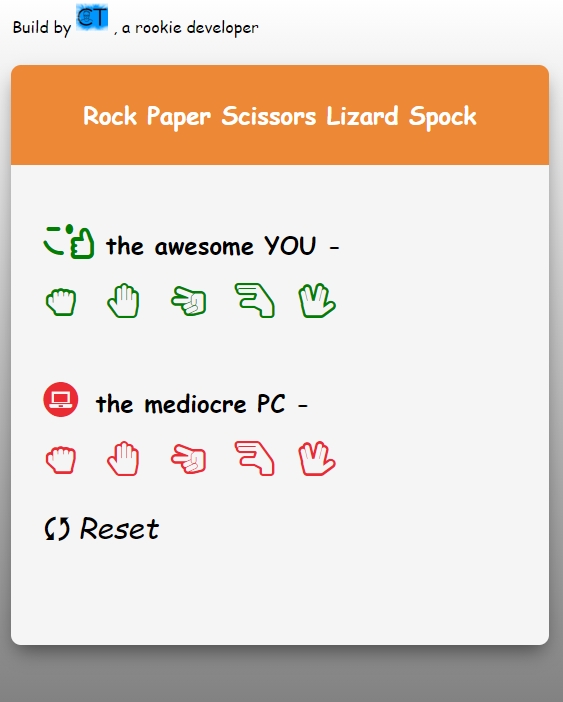 Build by CT , a rookie developer
Rock Paper Scissors Lizard Spock
the awesome YOU -
the mediocre PC -
Reset